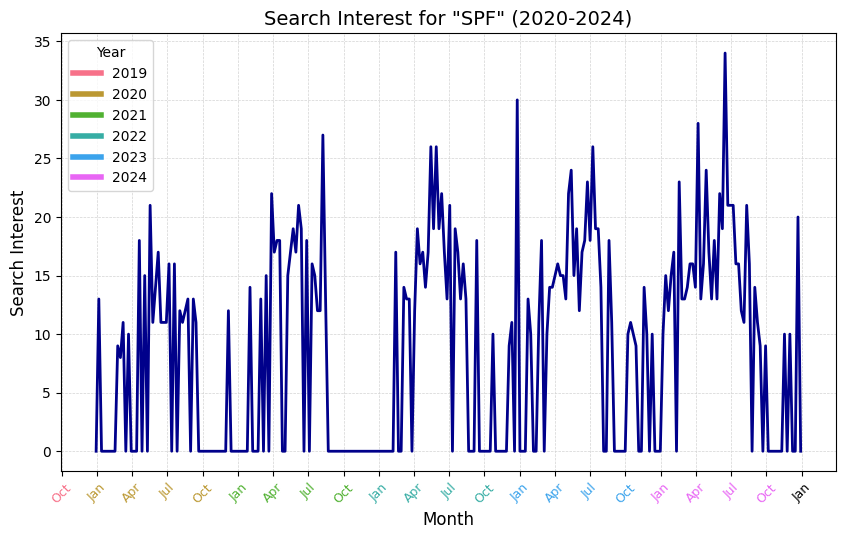 Search Interest for "SPF" (2020-2024)
Search Interest
35
30
25
20
15
10
5
0
Year
2019
2020
2021
2022
2023
2024
Oct Jan Apr Jul Oct Jan Apr Jul Oct Jan Apr Jul Oct Jan Apr Jul Oct Jan Apr Jul Oct Jan
Month